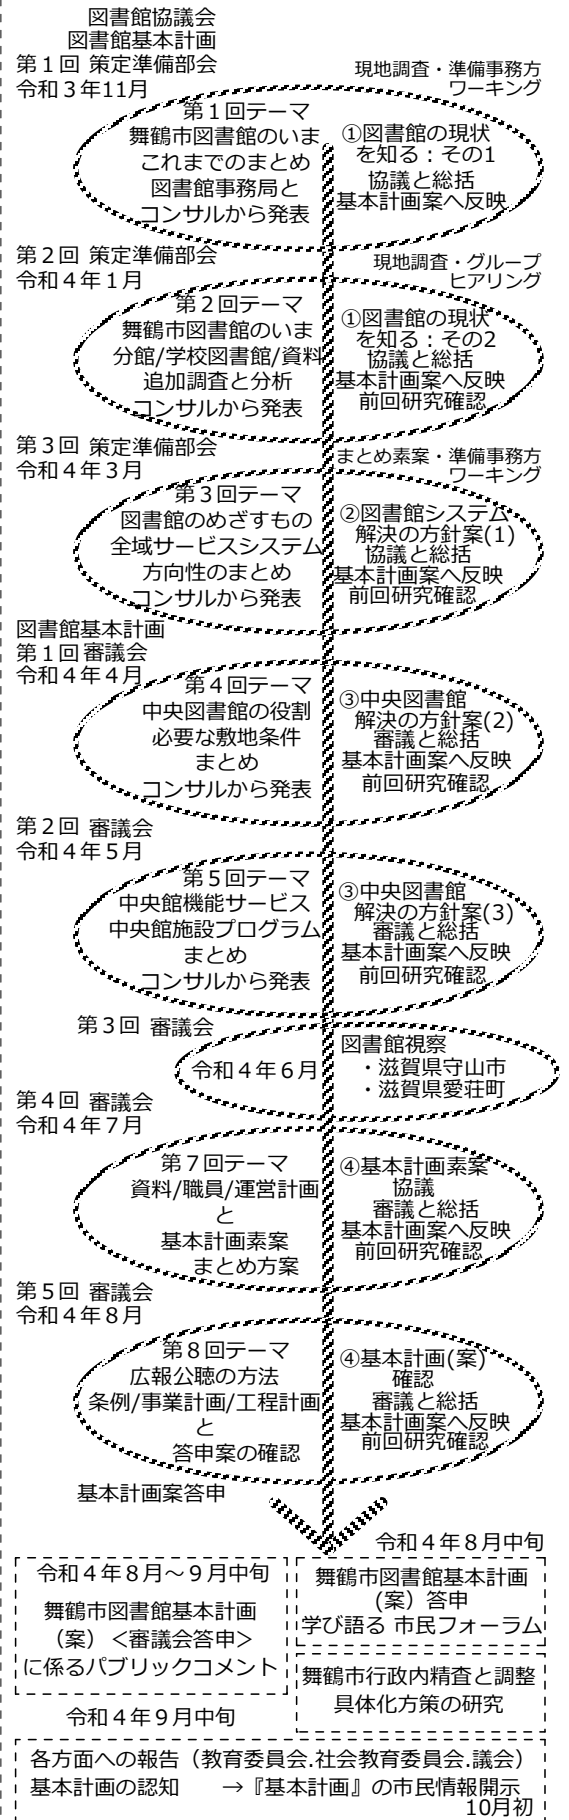 図書館協議会
図書館基本計画
第１回 策定準備部会
令和３年11月
現地調査・準備事務方
ワーキング
第１回テーマ
舞鶴市図書館のいま
これまでのまとめ
図書館事務局と
コンサルから発表
①図書館の現状
を知る：その1
協議と総括
基本計画案へ反映
第２回 策定準備部会
令和４年１月
現地調査・グループ
ヒアリング
第２回テーマ
舞鶴市図書館のいま
分館/学校図書館/資料
追加調査と分析
コンサルから発表
①図書館の現状
を知る：その2
協議と総括
基本計画案へ反映
前回研究確認
第３回 策定準備部会
令和４年３月
まとめ素案・準備事務方
ワーキング
第３回テーマ
図書館のめざすもの
全域サービスシステム
方向性のまとめ
コンサルから発表
②図書館システム
解決の方針案(1)
協議と総括
基本計画案へ反映
前回研究確認
図書館基本計画
第１回 審議会
令和４年４月
第４回テーマ
中央図書館の役割
必要な敷地条件
まとめ
コンサルから発表
③中央図書館
解決の方針案(2)
審議と総括
基本計画案へ反映
前回研究確認
第２回 審議会
令和４年５月
第５回テーマ
中央館機能サービス
中央館施設プログラム
まとめ
コンサルから発表
③中央図書館
解決の方針案(3)
審議と総括
基本計画案へ反映
前回研究確認
第３回 審議会
令和４年６月
図書館視察
・滋賀県守山市
・滋賀県愛荘町
第４回 審議会
令和４年７月
第７回テーマ
資料/職員/運営計画
と
基本計画素案
まとめ方案
④基本計画素案
協議
審議と総括
基本計画案へ反映
前回研究確認
第５回 審議会
令和４年８月
第８回テーマ
広報公聴の方法
条例/事業計画/工程計画
と
答申案の確認
④基本計画(案)
確認
審議と総括
基本計画案へ反映
前回研究確認
基本計画案答申
令和４年８月中旬
令和４年８月～９月中旬
舞鶴市図書館基本計画
（案）＜審議会答申＞
に係るパブリックコメント
舞鶴市図書館基本計画
(案）答申
学び語る 市民フォーラム
舞鶴市行政内精査と調整
具体化方策の研究
令和４年９月中旬
各方面への報告（教育委員会.社会教育委員会.議会）
基本計画の認知　→『基本計画』の市民情報開示
10月初